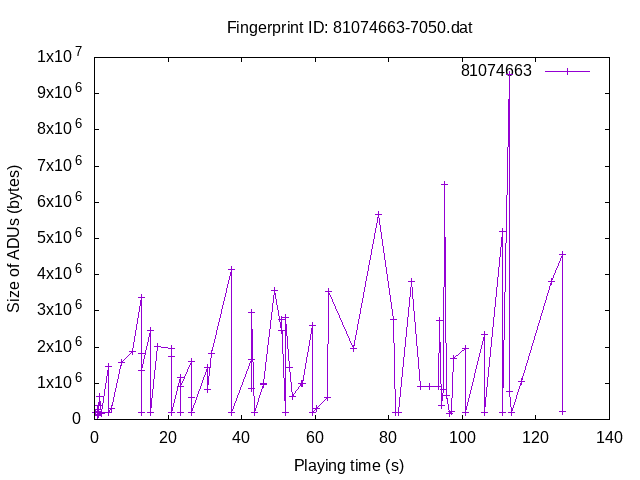 Fingerprint ID: 81074663-7050.dat
81074663
1x10^7
9x10^6
8x10^6
7x10^6
6x10^6
5x10^6
4x10^6
3x10^6
2x10^6
1x10^6
0
Size of ADUs (bytes)
0 20 40 60 80 100 120 140
Playing time (s)